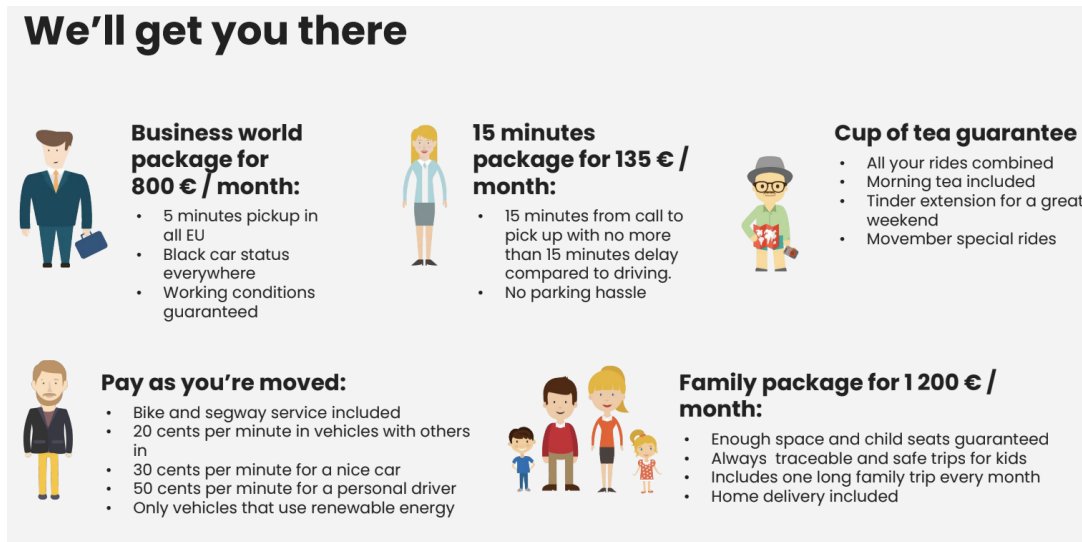 We'll get you there
Business world
package for
800 € / month:
• 5 minutes pickup in
all EU
• Black car status
everywhere
• Working conditions
guaranteed
15 minutes
package for 135 € /
month:
• 15 minutes from call to
pick up with no more
than 15 minutes delay
compared to driving.
• No parking hassle
Cup of tea guarantee
• All your rides combined
• Morning tea included
• Tinder extension for a great
weekend
• Movember special rides
Pay as you're moved:
• Bike and segway service included
• 20 cents per minute in vehicles with others
in
• 30 cents per minute for a nice car
• 50 cents per minute for a personal driver
• Only vehicles that use renewable energy
Family package for 1 200 € /
month:
• Enough space and child seats guaranteed
• Always  traceable and safe trips for kids
• Includes one long family trip every month
• Home delivery included